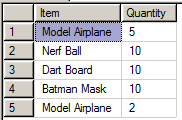 Item Quantity
1 Model Airplane 5
2 Nerf Ball 10
3 Dart Board 10
4 Batman Mask 10
5 Model Airplane 2